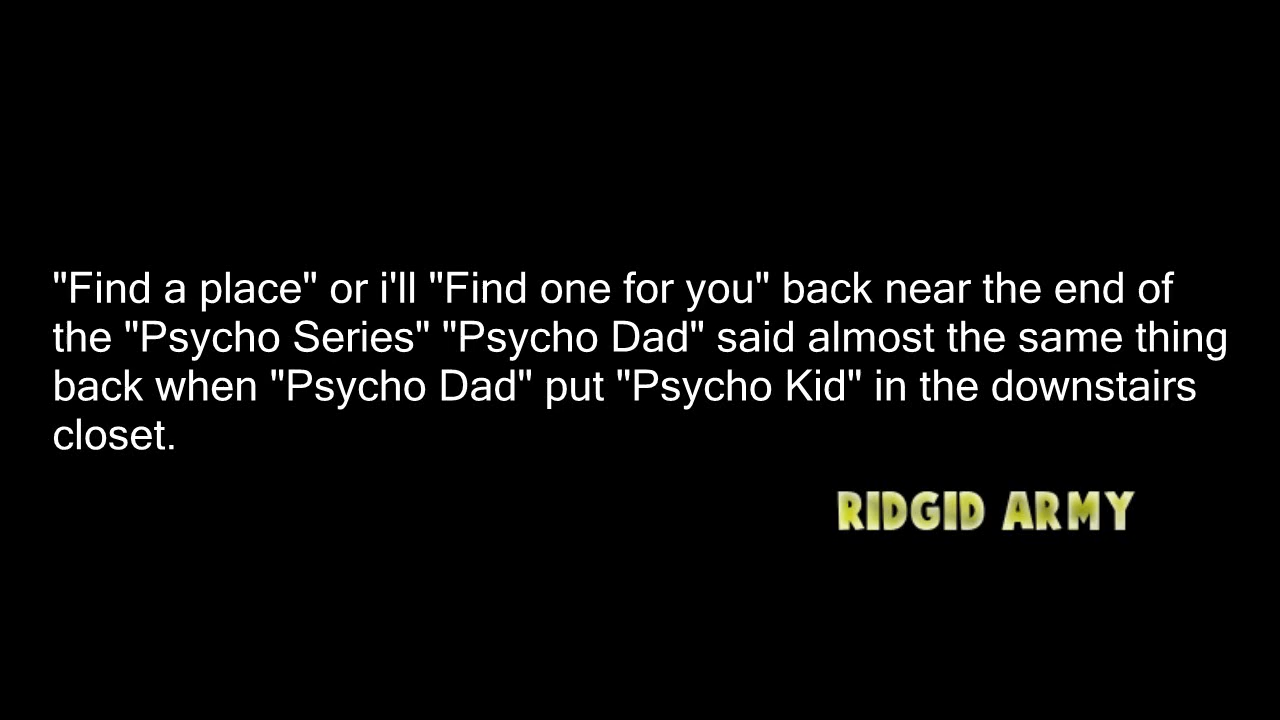 "Find a place" or i'll "Find one for you" back near the end of
the "Psycho Series" "Psycho Dad" said almost the same thing
back when "Psycho Dad" put "Psycho Kid" in the downstairs
closet.
RIDGID ARMY